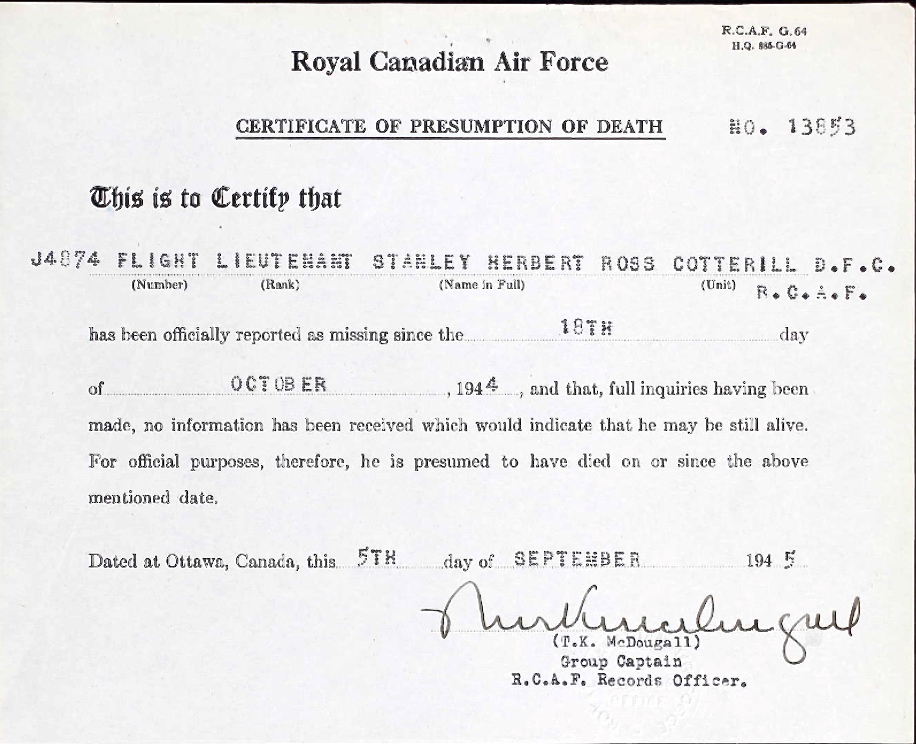 R.C.A.F. G.64
H.Q. 885-G-64
Royal Canadian Air Force
CERTIFICATE OF PRESUMPTION OF DEATH NO. 13853
This is to Certify that
J4874 FLIGHT LIEUTENANT STANLEY HERBERT ROSS COTTERILL D.F.C.
(Number) (Rank) (Name in Full) (Unit) R.C.A.F.
has been officially reported as missing since the 18TH day
of OCTOBER, 1944, and that, full inquiries having been
made, no information has been received which would indicate that he may be still alive.
For official purposes, therefore, he is presumed to have died on or since the above
mentioned date.
Dated at Ottawa, Canada, this 5TH day of SEPTEMBER 1945
(T.K. McDougall)
Group Captain
R.C.A.F. Records Officer.